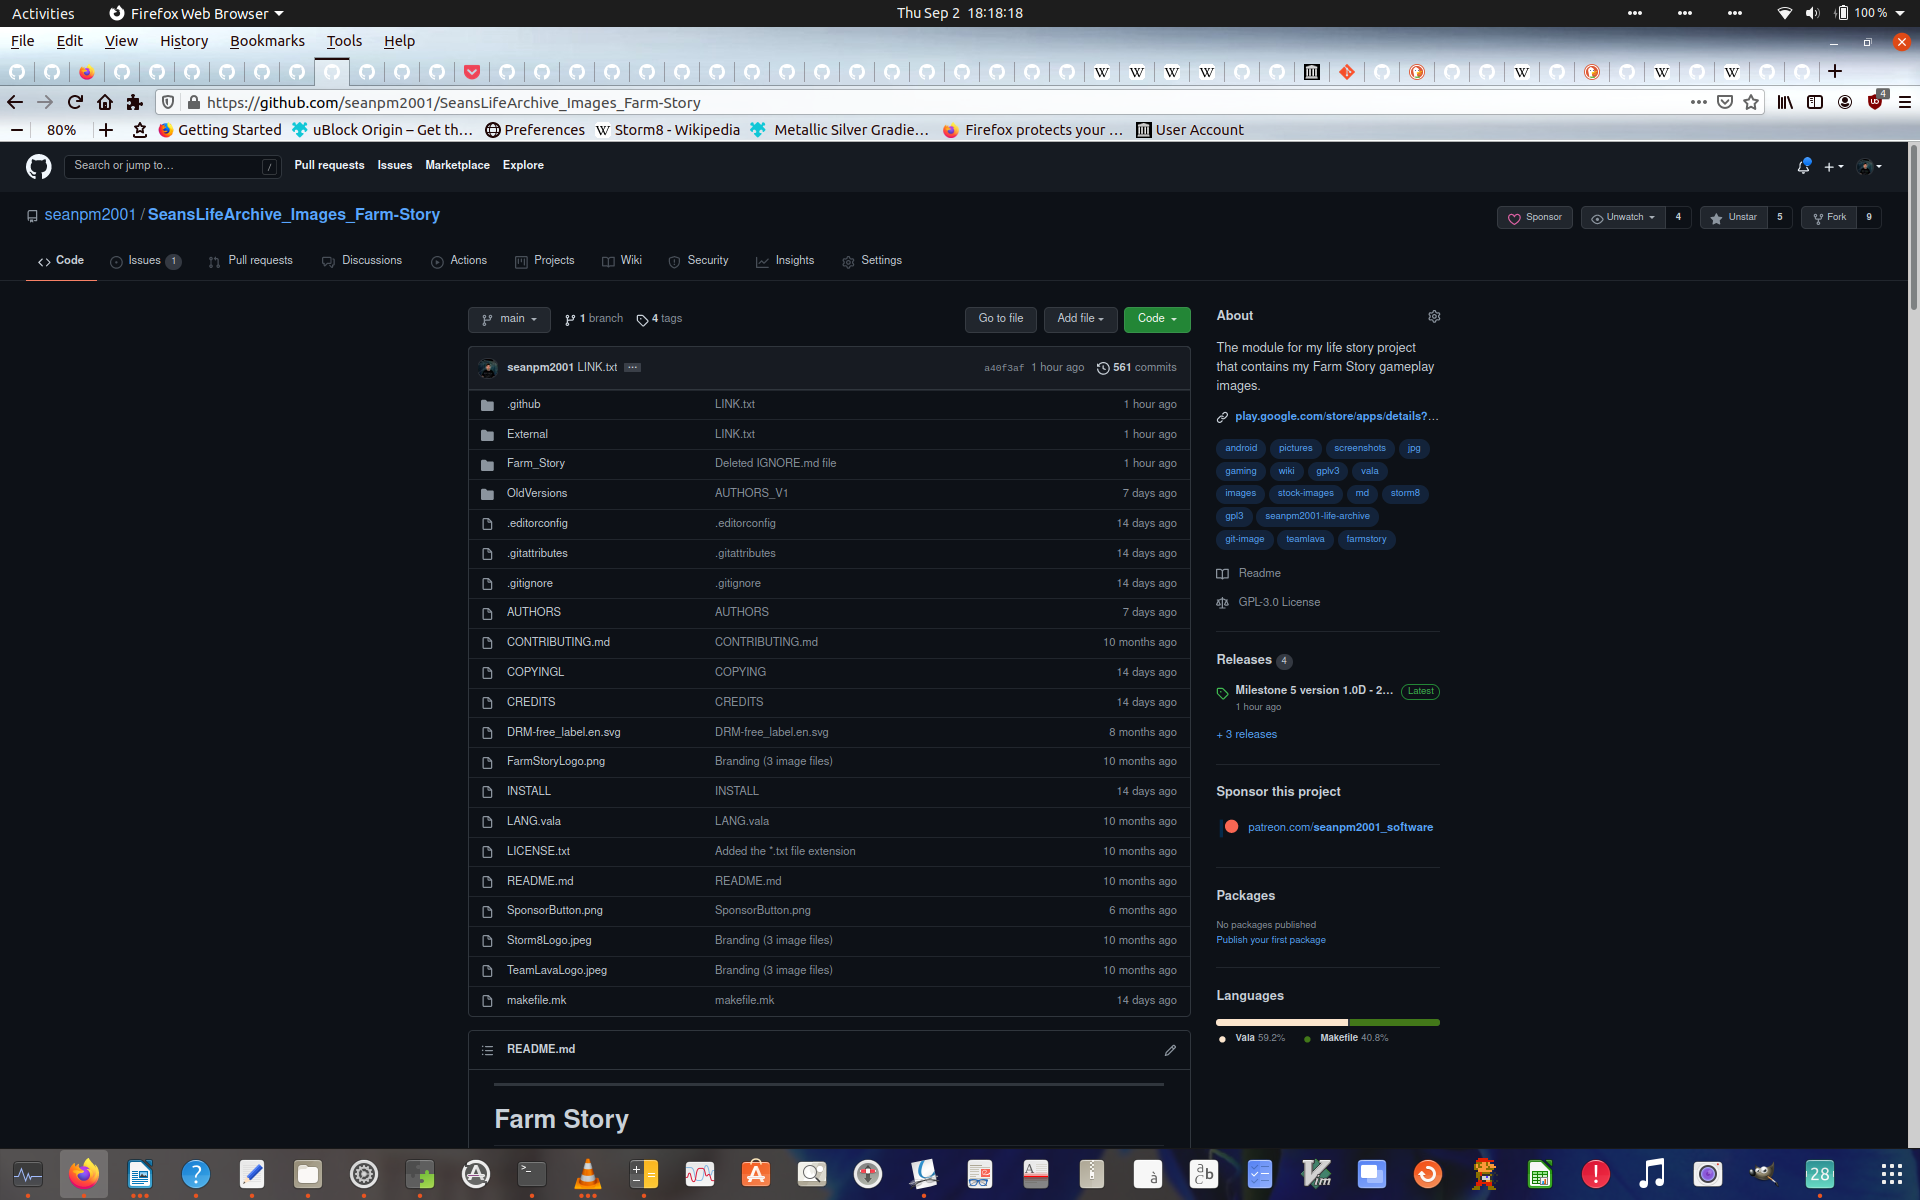 Activities Firefox Web Browser Thu Sep 2 18:18:18 100 %
File Edit View History Bookmarks Tools Help
https://github.com/seanpm2001/SeansLifeArchive_Images_Farm-Story 4
80% Getting Started uBlock Origin – Get th… Preferences Storm8 - Wikipedia Metallic Silver Gradie… Firefox protects your … User Account
Search or jump to… / Pull requests Issues Marketplace Explore
seanpm2001 / SeansLifeArchive_Images_Farm-Story Sponsor Unwatch 4 Unstar 5 Fork 9
Code Issues 1 Pull requests Discussions Actions Projects Wiki Security Insights Settings
main 1 branch 4 tags Go to file Add file Code
seanpm2001 LINK.txt ... a40f3af 1 hour ago 561 commits
.github LINK.txt 1 hour ago
External LINK.txt 1 hour ago
Farm_Story Deleted IGNORE.md file 1 hour ago
OldVersions AUTHORS_V1 7 days ago
.editorconfig .editorconfig 14 days ago
.gitattributes .gitattributes 14 days ago
.gitignore .gitignore 14 days ago
AUTHORS AUTHORS 7 days ago
CONTRIBUTING.md CONTRIBUTING.md 10 months ago
COPYINGL COPYING 14 days ago
CREDITS CREDITS 14 days ago
DRM-free_label.en.svg DRM-free_label.en.svg 8 months ago
FarmStoryLogo.png Branding (3 image files) 10 months ago
INSTALL INSTALL 14 days ago
LANG.vala LANG.vala 10 months ago
LICENSE.txt Added the *.txt file extension 10 months ago
README.md README.md 10 months ago
SponsorButton.png SponsorButton.png 6 months ago
Storm8Logo.jpeg Branding (3 image files) 10 months ago
TeamLavaLogo.jpeg Branding (3 image files) 10 months ago
makefile.mk makefile.mk 14 days ago
README.md
Farm Story
About
The module for my life story project
that contains my Farm Story gameplay
images.
play.google.com/store/apps/details?…
android pictures screenshots jpg
gaming wiki gplv3 vala
images stock-images md storm8
gpl3 seanpm2001-life-archive
git-image teamlava farmstory
Readme
GPL-3.0 License
Releases 4
Milestone 5 version 1.0D - 2… Latest
1 hour ago
+ 3 releases
Sponsor this project
patreon.com/seanpm2001_software
Packages
No packages published
Publish your first package
Languages
Vala 59.2% Makefile 40.8%
28